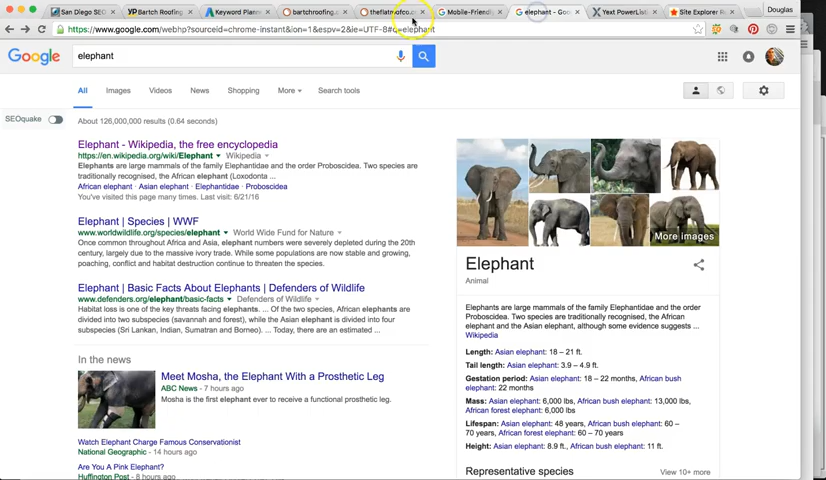 San Diego SEO
Bartch Roofing
Keyword Planne
bartchroofing.c
theflatroofco.c
Mobile-Friendly
elephant - Goo
Yext PowerListi
Site Explorer R
Douglas
https://www.google.com/webhp?sourceid=chrome-instant&ion=1&espv=2&ie=UTF-8#q=elephant
Google
elephant
All
Images
Videos
News
Shopping
More
Search tools
SEOquake
About 126,000,000 results (0.64 seconds)
Elephant - Wikipedia, the free encyclopedia
https://en.wikipedia.org/wiki/Elephant Wikipedia
Elephants are large mammals of the family Elephantidae and the order Proboscidea. Two species are
traditionally recognised, the African elephant (Loxodonta ...
African elephant · Asian elephant · Elephantidae · Proboscidea
You've visited this page many times. Last visit: 6/21/16
Elephant | Species | WWF
www.worldwildlife.org/species/elephant World Wide Fund for Nature
Once common throughout Africa and Asia, elephant numbers were severely depleted during the 20th
century, largely due to the massive ivory trade. While some populations are now stable and growing,
poaching, conflict and habitat destruction continue to threaten the species.
Elephant | Basic Facts About Elephants | Defenders of Wildlife
www.defenders.org/elephant/basic-facts Defenders of Wildlife
Habitat loss is one of the key threats facing elephants. ... Of the two species, African elephants are
divided into two subspecies (savannah and forest), while the Asian elephant is divided into four
subspecies (Sri Lankan, Indian, Sumatran and Borneo). ... Today, there are an estimated ...
In the news
Meet Mosha, the Elephant With a Prosthetic Leg
ABC News - 7 hours ago
Mosha is the first elephant ever to receive a functional prosthetic leg.
Watch Elephant Charge Famous Conservationist
National Geographic - 14 hours ago
Are You A Pink Elephant?
Huffington Post - 8 hours ago
More images
Elephant
Animal
Elephants are large mammals of the family Elephantidae and the order
Proboscidea. Two species are traditionally recognised, the African elephant
and the Asian elephant, although some evidence suggests ...
Wikipedia
Length: Asian elephant: 18 – 21 ft.
Tail length: Asian elephant: 3.9 – 4.9 ft.
Gestation period: Asian elephant: 18 – 22 months, African bush
elephant: 22 months
Mass: Asian elephant: 6,000 lbs, African bush elephant: 13,000 lbs,
African forest elephant: 6,000 lbs
Lifespan: Asian elephant: 48 years, African bush elephant: 60 –
70 years, African forest elephant: 60 – 70 years
Height: Asian elephant: 8.9 ft., African bush elephant: 11 ft.
Representative species
View 10+ more